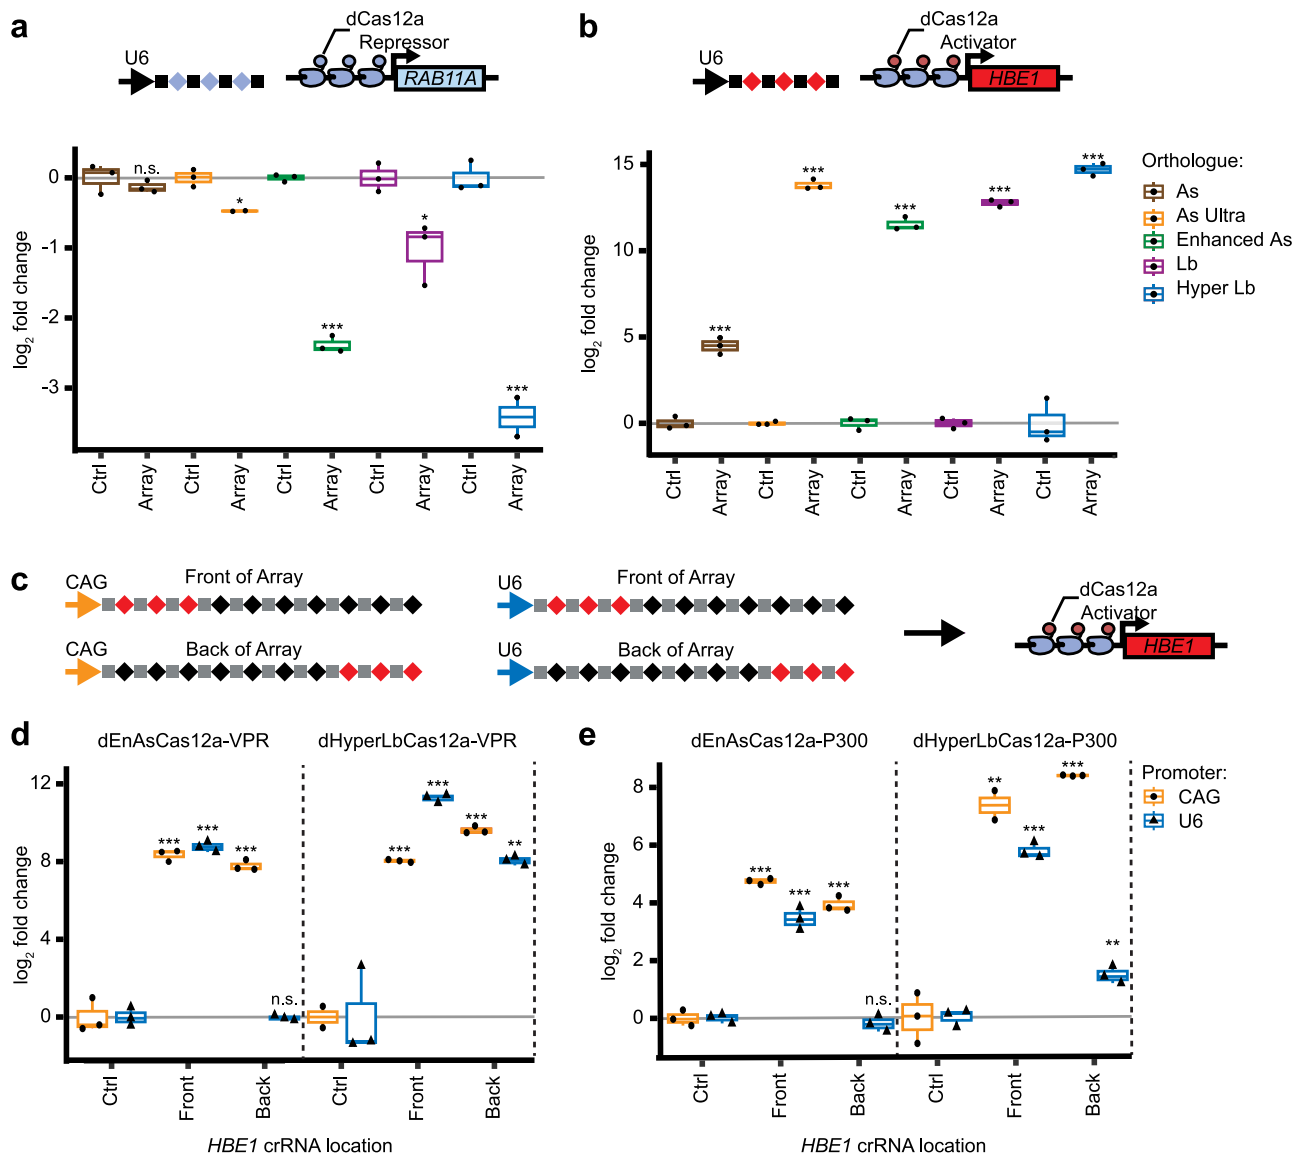 a
dCas12a
Repressor
U6
RAB11A
log2 fold change
0
-1
-2
-3
n.s.
*
***
*
***
Ctrl
Array
Ctrl
Array
Ctrl
Array
Ctrl
Array
Ctrl
Array
b
dCas12a
Activator
U6
HBE1
log2 fold change
15
10
5
0
***
***
***
***
***
Ctrl
Array
Ctrl
Array
Ctrl
Array
Ctrl
Array
Ctrl
Array
Orthologue:
As
As Ultra
Enhanced As
Lb
Hyper Lb
c
CAG
Front of Array
U6
Front of Array
CAG
Back of Array
U6
Back of Array
dCas12a
Activator
HBE1
d
dEnAsCas12a-VPR
dHyperLbCas12a-VPR
log2 fold change
12
8
4
0
***
***
***
n.s.
***
***
***
**
Ctrl
Front
Back
Ctrl
Front
Back
HBE1 crRNA location
e
dEnAsCas12a-P300
dHyperLbCas12a-P300
log2 fold change
8
6
4
2
0
***
***
***
n.s.
**
***
***
**
Ctrl
Front
Back
Ctrl
Front
Back
HBE1 crRNA location
Promoter:
CAG
U6